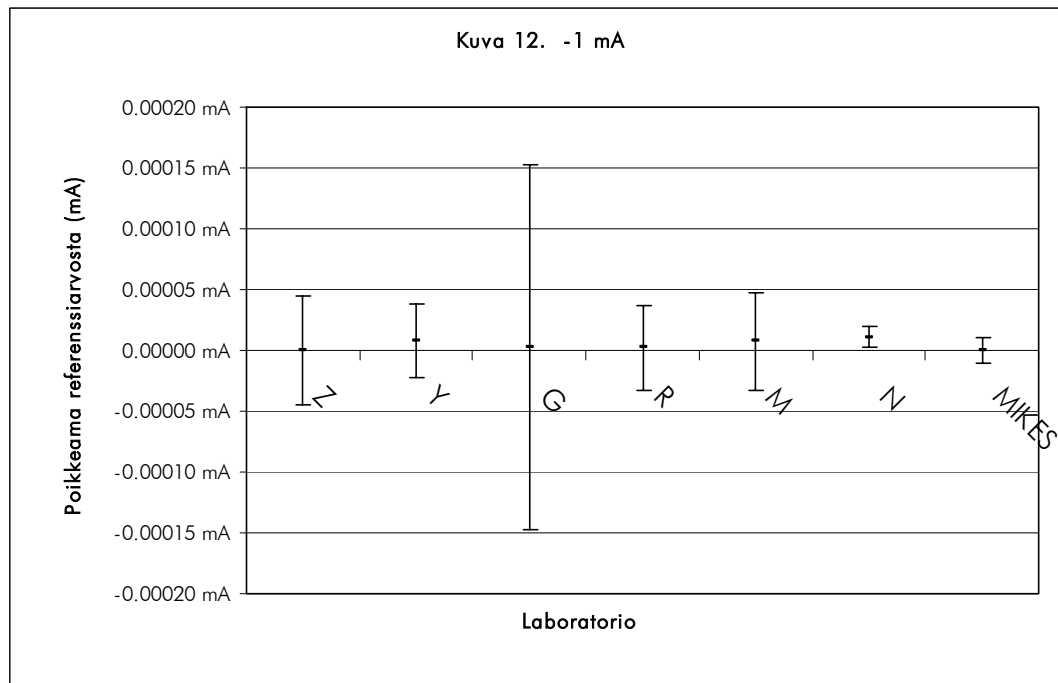 Kuva 12. -1 mA
0.00020 mA
0.00015 mA
0.00010 mA
0.00005 mA
0.00000 mA
-0.00005 mA
-0.00010 mA
-0.00015 mA
-0.00020 mA
Poikkeama referenssiarvosta (mA)
Z
Y
G
R
M
N
MIKES
Laboratorio